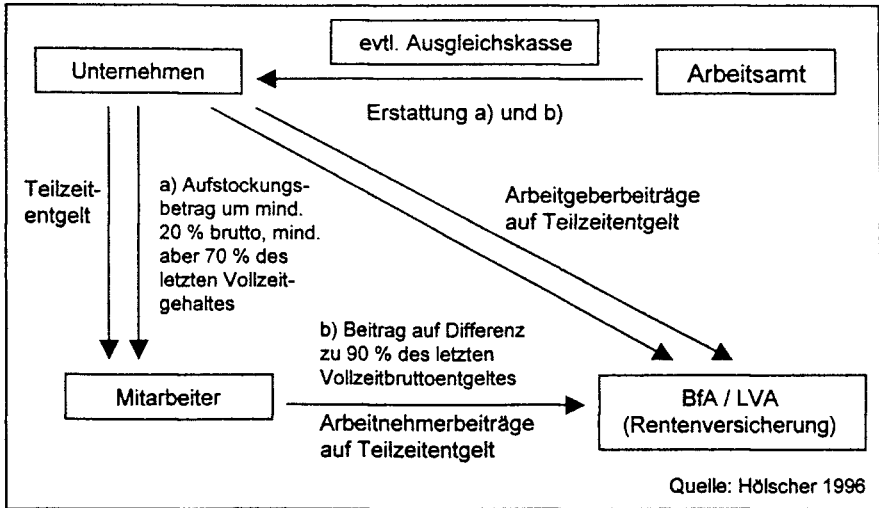 evtl. Ausgleichskasse
Unternehmen
Arbeitsamt
Erstattung a) und b)
Teilzeit-
entgelt
a) Aufstockungs-
betrag um mind.
20 % brutto, mind.
aber 70 % des
letzten Vollzeit-
gehaltes
Arbeitgeberbeiträge
auf Teilzeitentgelt
b) Beitrag auf Differenz
zu 90 % des letzten
Vollzeitbruttoentgeltes
Mitarbeiter
Arbeitnehmerbeiträge
auf Teilzeitentgelt
BfA / LVA
(Rentenversicherung)
Quelle: Hölscher 1996